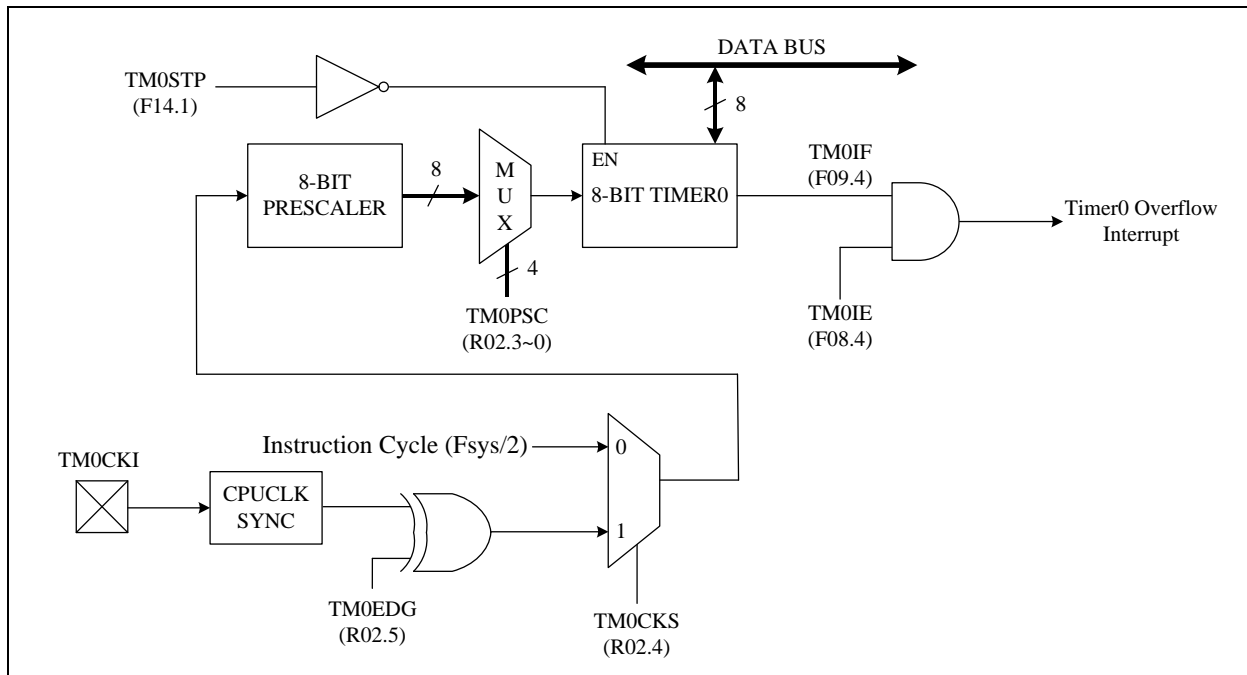 DATA BUS
TM0STP
(F14.1)
8
EN
8-BIT TIMER0
8-BIT
PRESCALER
8
M
U
X
4
TM0PSC
(R02.3~0)
TM0IF
(F09.4)
Timer0 Overflow
Interrupt
TM0IE
(F08.4)
Instruction Cycle (Fsys/2)
0
1
TM0CKI
CPUCLK
SYNC
TM0EDG
(R02.5)
TM0CKS
(R02.4)